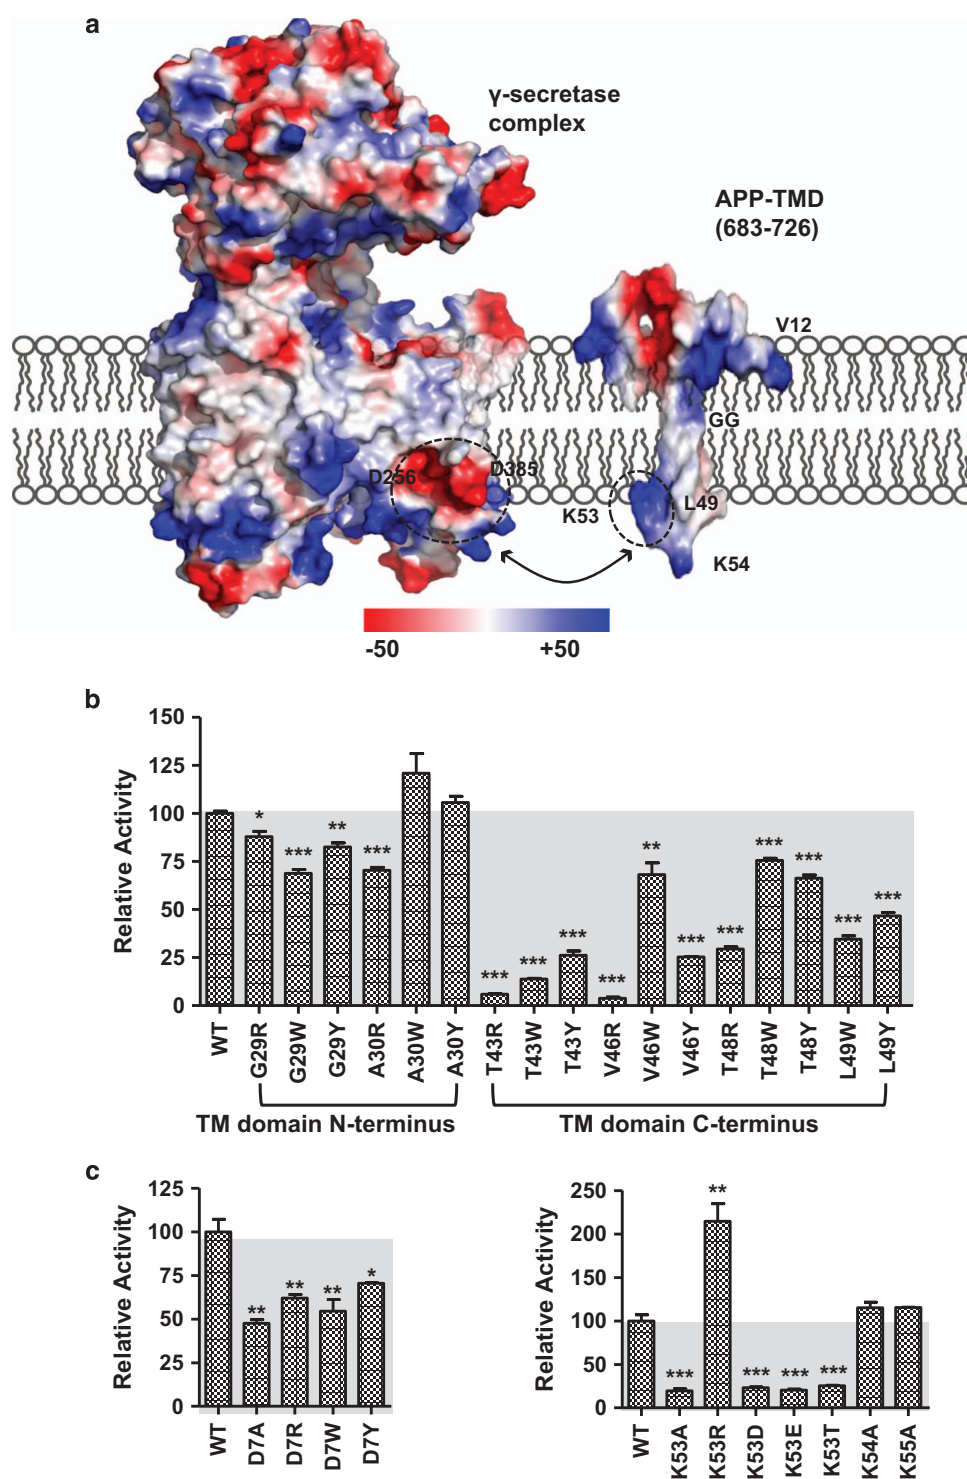 a
γ-secretase
complex
APP-TMD
(683-726)
V12
GG
D256
D385
K53
L49
K54
-50
+50
b
Relative Activity
150
125
100
75
50
25
0
*
***
**
***
***
***
***
***
**
***
***
***
***
***
***
WT
G29R
G29W
G29Y
A30R
A30W
A30Y
T43R
T43W
T43Y
V46R
V46W
V46Y
T48R
T48W
T48Y
L49W
L49Y
TM domain N-terminus
TM domain C-terminus
c
Relative Activity
125
100
75
50
25
0
**
**
**
*
WT
D7A
D7R
D7W
D7Y
Relative Activity
250
200
150
100
50
0
***
**
***
***
***
WT
K53A
K53R
K53D
K53E
K53T
K54A
K55A